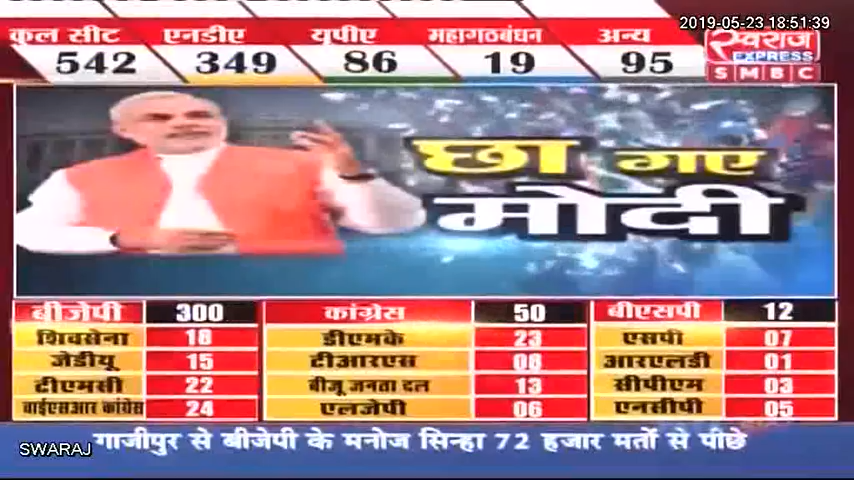 2019-05-23 18:51:39
कुल सीट एनडीए यूपीए महागठबंधन अन्य
542 349 86 19 95
स्वराज
EXPRESS
SMBC
छा गए
मोदी
बीजेपी 300 कांग्रेस 50 बीएसपी 12
शिवसेना 18 डीएमके 23 एसपी 07
जेडीयू 15 टीआरएस 08 आरएलडी 01
टीएमसी 22 बीजू जनता दल 13 सीपीएम 03
वाईएसआर कांग्रेस 24 एलजेपी 06 एनसीपी 05
गाजीपुर से बीजेपी के मनोज सिन्हा 72 हजार मतों से पीछे
SWARAJ